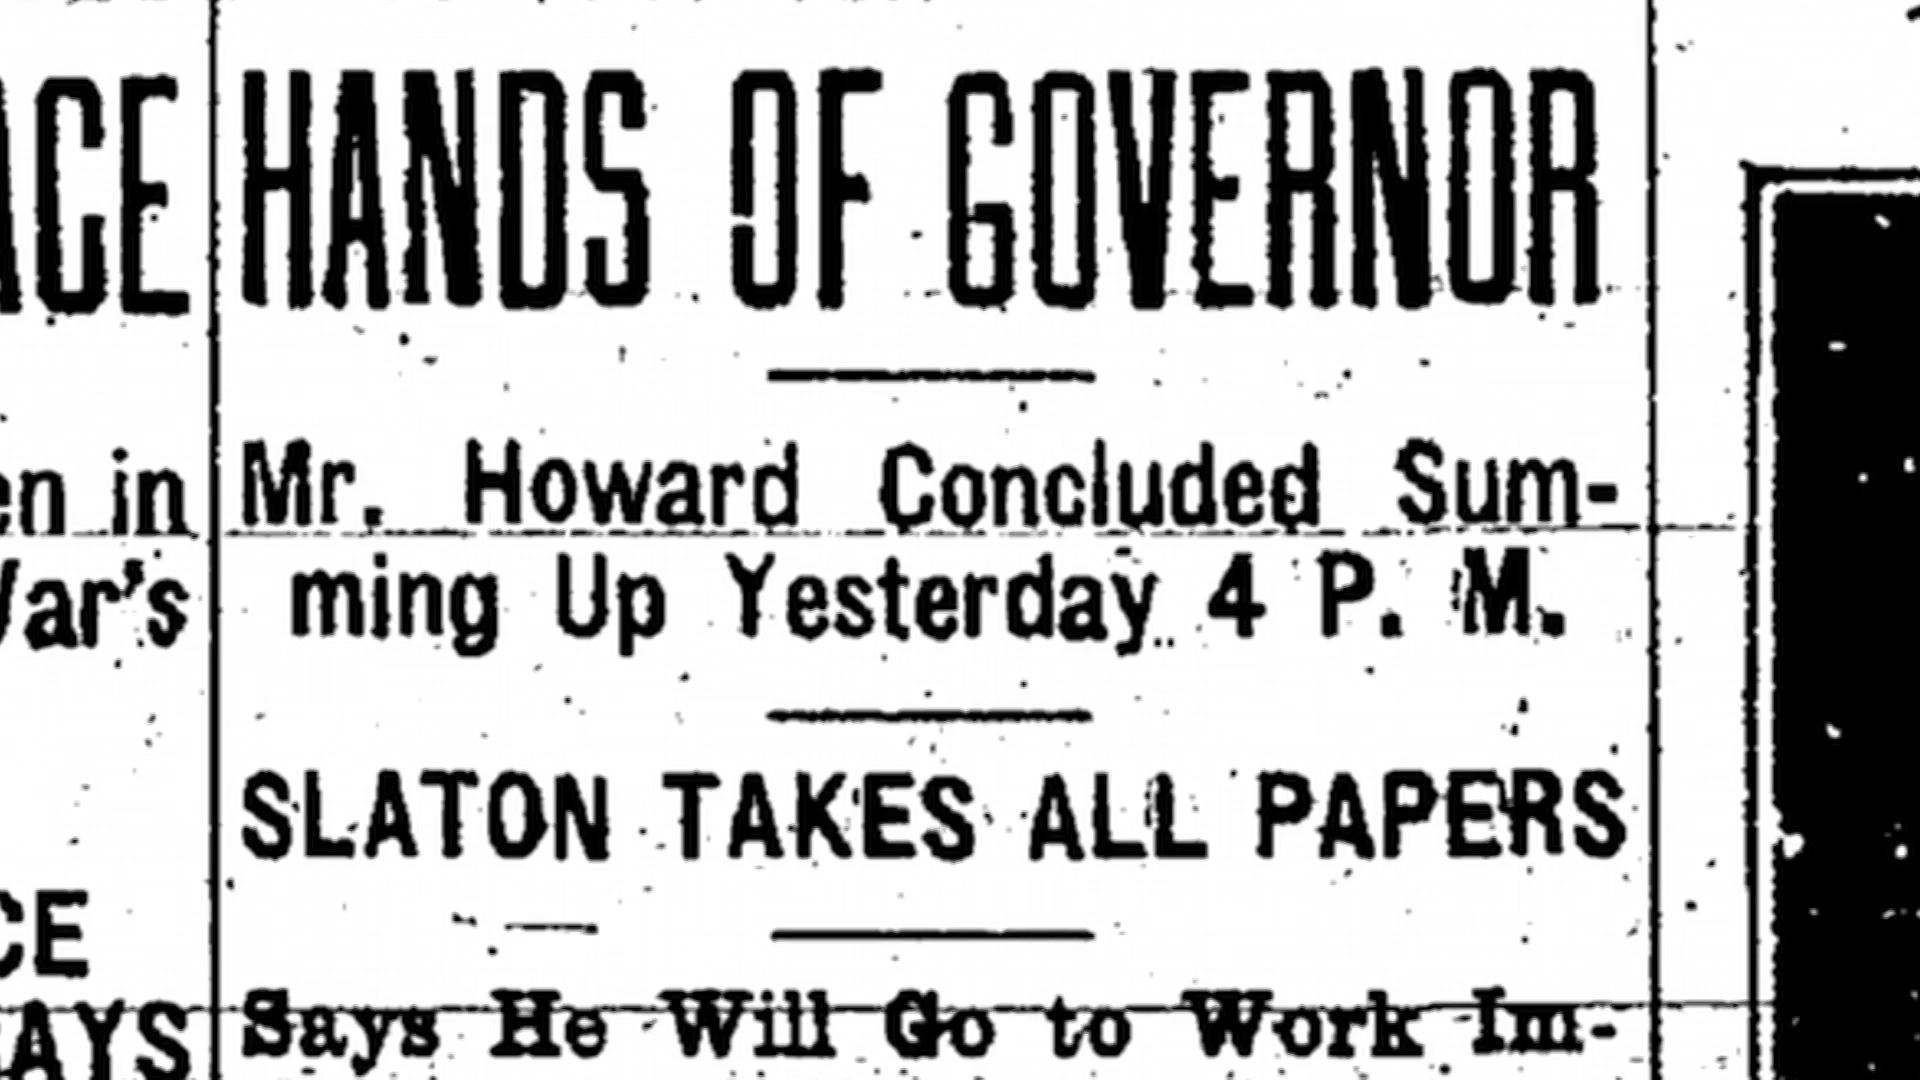 ACE
en in
War's
CE
AYS
HANDS OF GOVERNOR
Mr. Howard Concluded Sum-
ming Up Yesterday 4 P. M.
SLATON TAKES ALL PAPERS
Says He Will Go to Work Im-